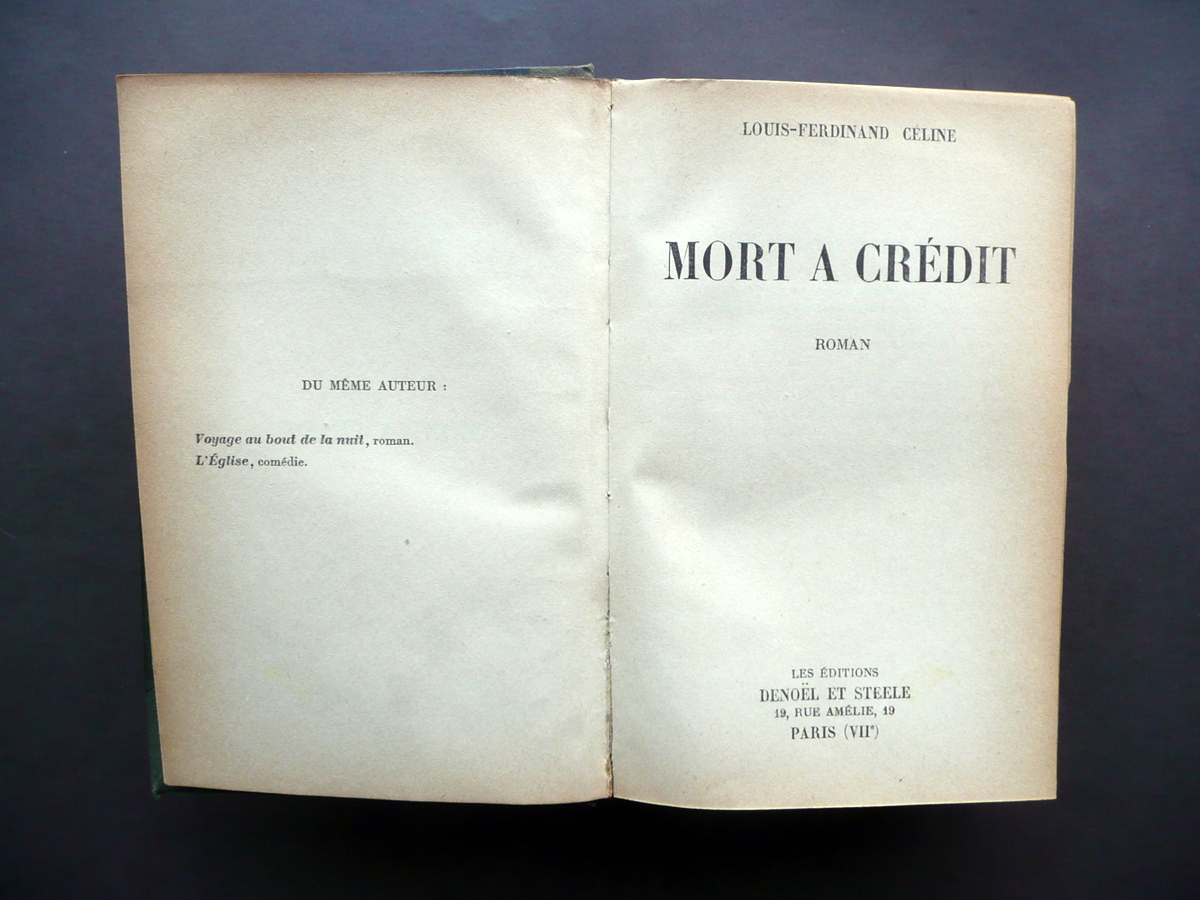 DU MÊME AUTEUR :
Voyage au bout de la nuit, roman.
L'Église, comédie.
LOUIS-FERDINAND CÉLINE
MORT A CRÉDIT
ROMAN
LES ÉDITIONS
DENOËL ET STEELE
19, RUE AMÉLIE, 19
PARIS (VIIe)